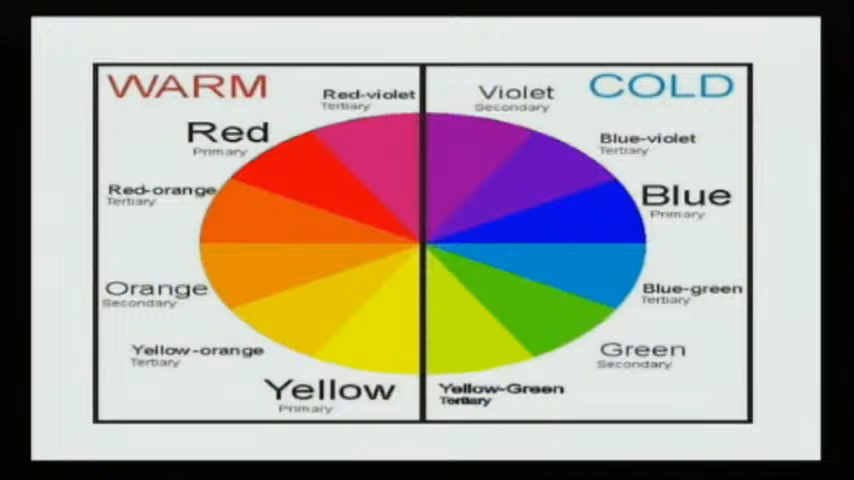 WARM
COLD
Red-violet
Tertiary
Violet
Secondary
Red
Primary
Blue-violet
Tertiary
Red-orange
Tertiary
Blue
Primary
Orange
Secondary
Blue-green
Tertiary
Yellow-orange
Tertiary
Green
Secondary
Yellow
Primary
Yellow-Green
Tertiary